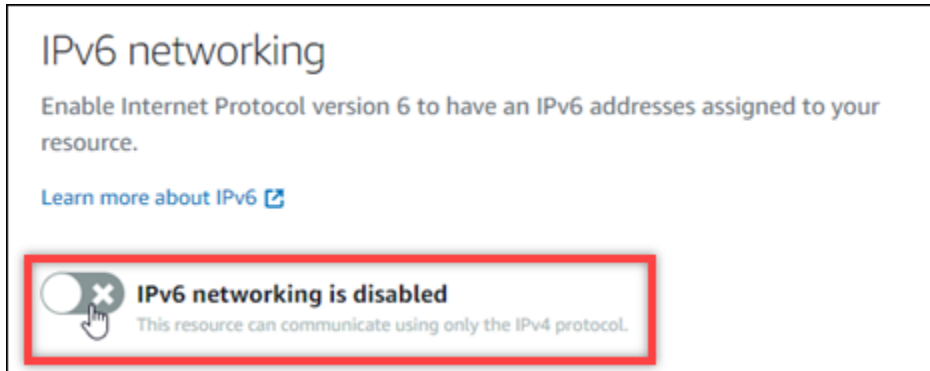 IPv6 networking
Enable Internet Protocol version 6 to have an IPv6 addresses assigned to your
resource.
Learn more about IPv6
IPv6 networking is disabled
This resource can communicate using only the IPv4 protocol.